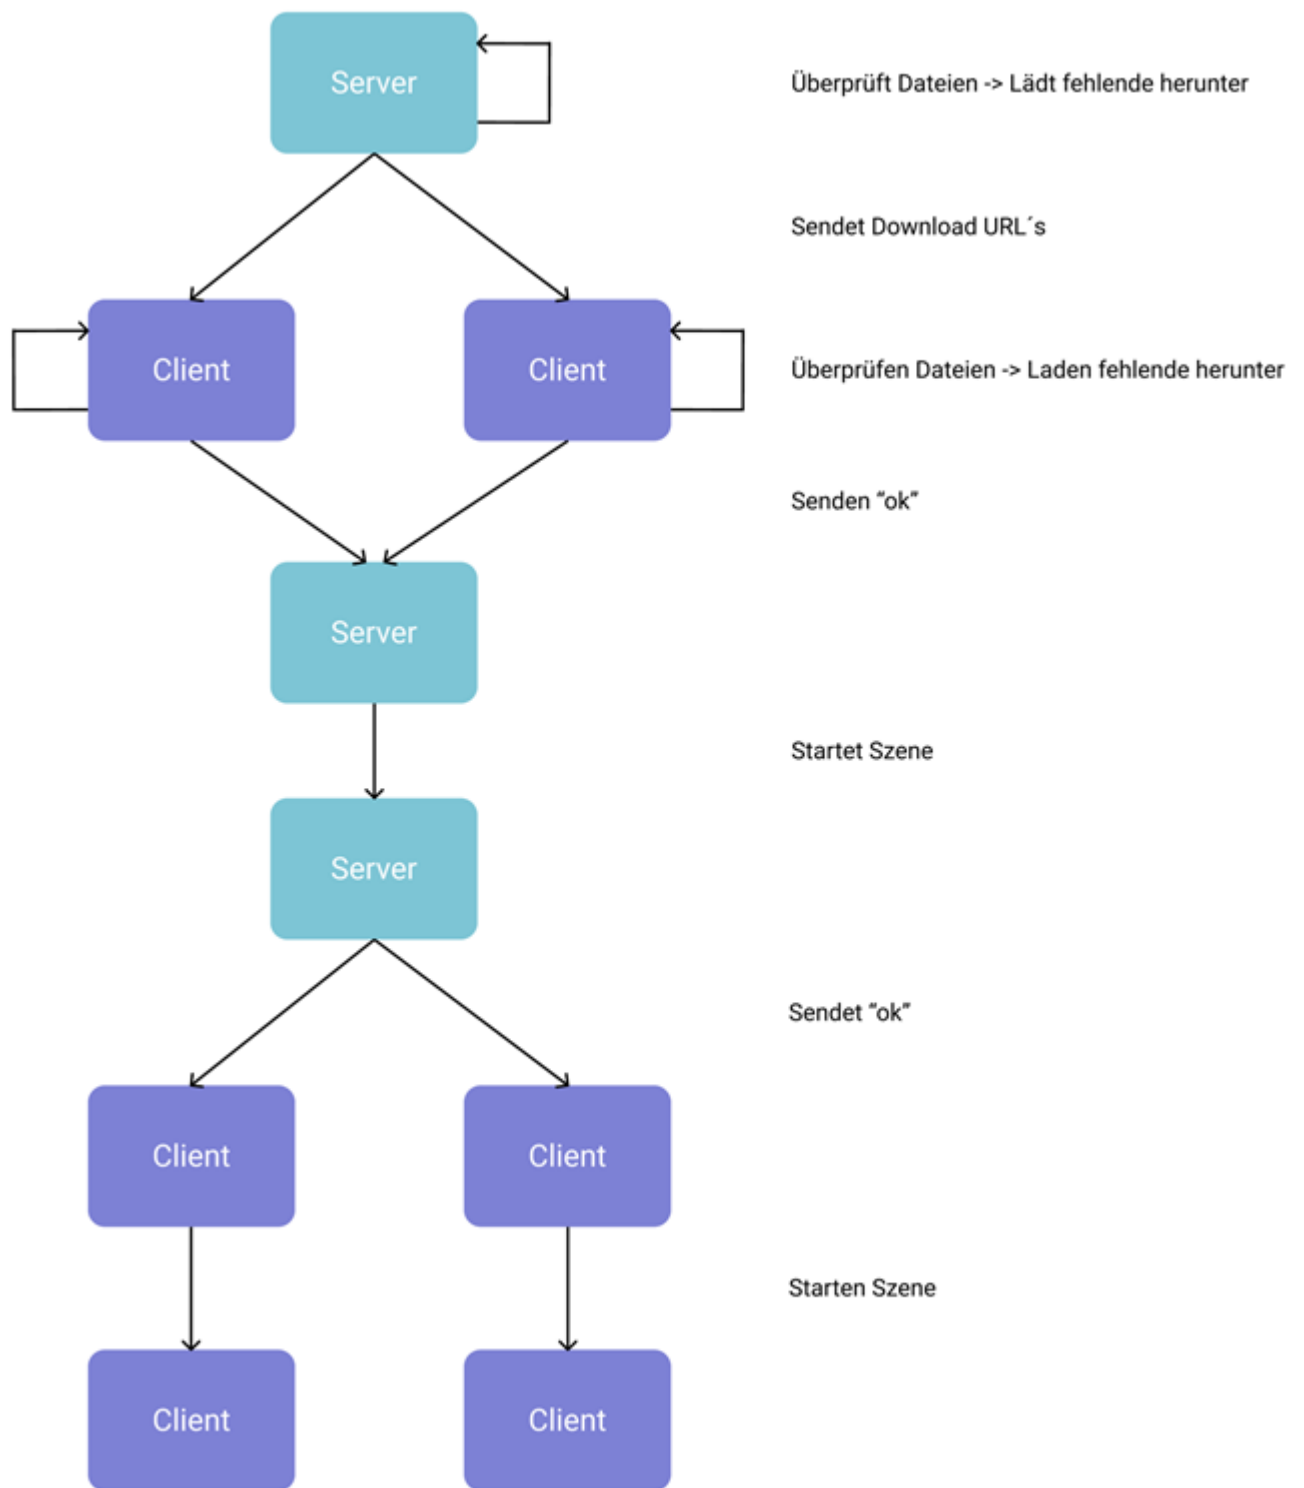 Server
Überprüft Dateien -> Lädt fehlende herunter
Sendet Download URL´s
Client
Client
Überprüfen Dateien -> Laden fehlende herunter
Senden “ok”
Server
Startet Szene
Server
Sendet “ok”
Client
Client
Starten Szene
Client
Client